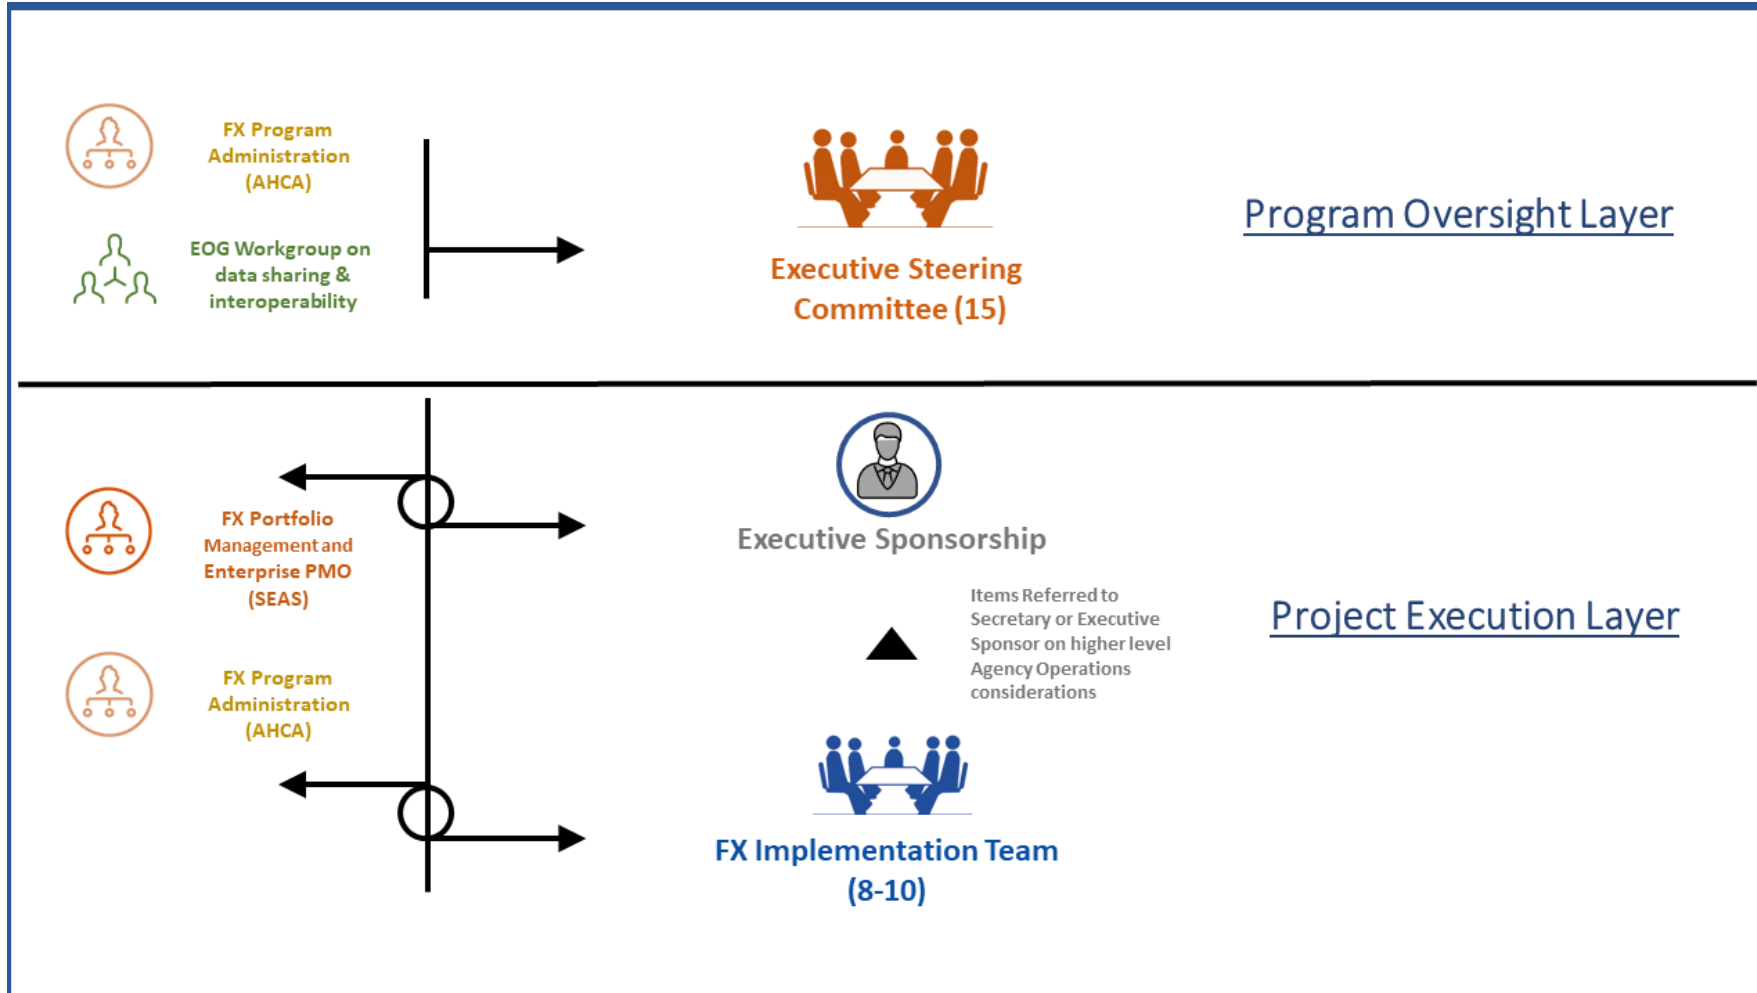 FX Program
Administration
(AHCA)
EOG Workgroup on
data sharing &
interoperability
Executive Steering
Committee (15)
Program Oversight Layer
FX Portfolio
Management and
Enterprise PMO
(SEAS)
FX Program
Administration
(AHCA)
Executive Sponsorship
Items Referred to
Secretary or Executive
Sponsor on higher level
Agency Operations
considerations
FX Implementation Team
(8-10)
Project Execution Layer